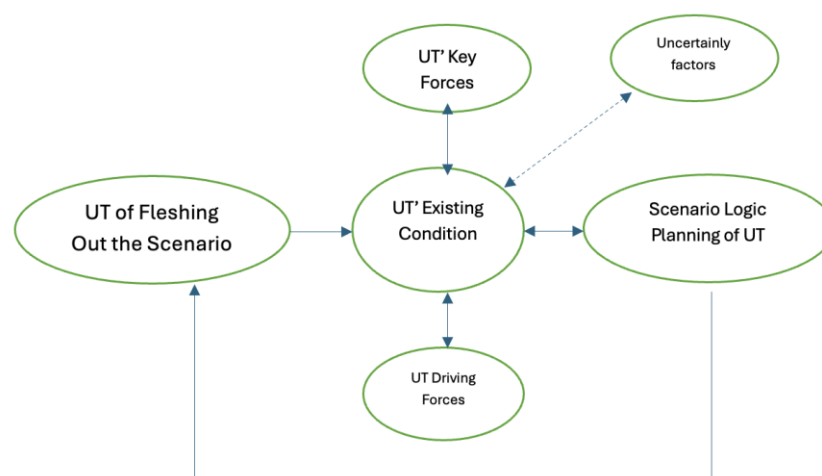 UT’ Key
Forces
Uncertainly
factors
UT of Fleshing
Out the Scenario
UT’ Existing
Condition
Scenario Logic
Planning of UT
UT Driving
Forces